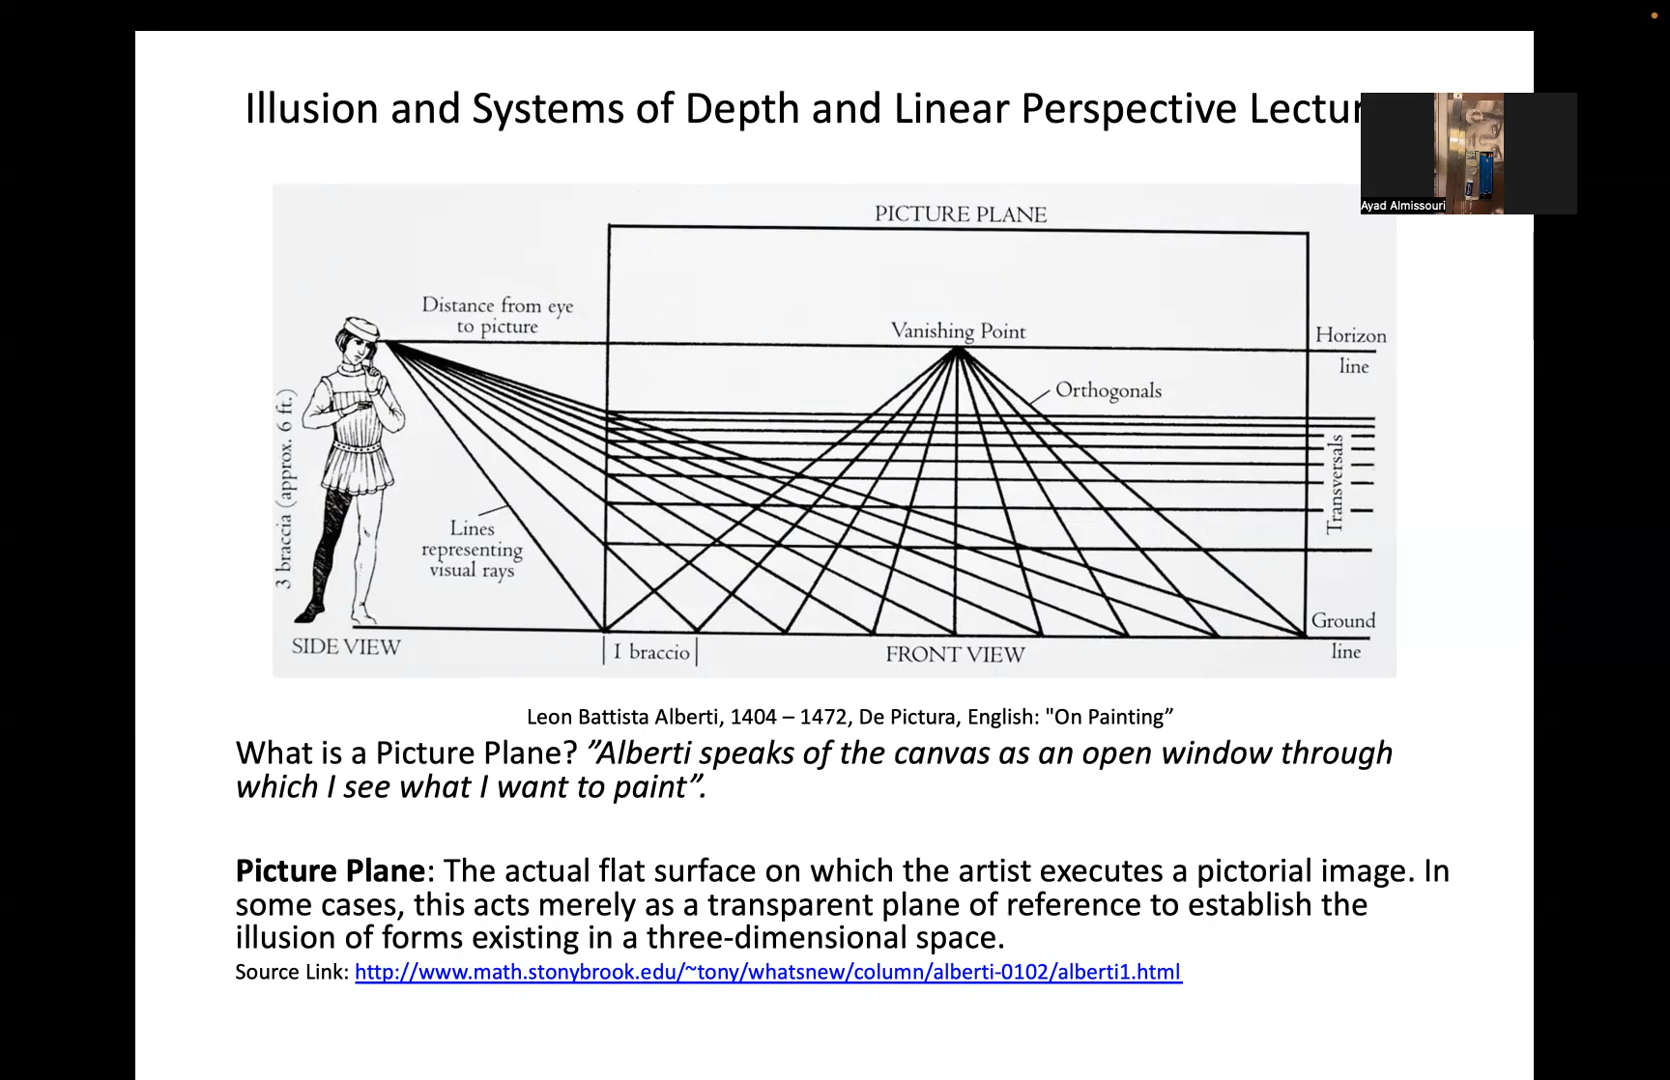 Illusion and Systems of Depth and Linear Perspective Lectur
Ayad Almissouri
PICTURE PLANE
Distance from eye
to picture
Vanishing Point
Horizon
line
Orthogonals
3 braccia (approx. 6 ft.)
Transversals
Lines
representing
visual rays
Ground
line
SIDE VIEW
I braccio
FRONT VIEW
Leon Battista Alberti, 1404 – 1472, De Pictura, English: "On Painting”
What is a Picture Plane? ”Alberti speaks of the canvas as an open window through
which I see what I want to paint”.
Picture Plane: The actual flat surface on which the artist executes a pictorial image. In
some cases, this acts merely as a transparent plane of reference to establish the
illusion of forms existing in a three-dimensional space.
Source Link: http://www.math.stonybrook.edu/~tony/whatsnew/column/alberti-0102/alberti1.html